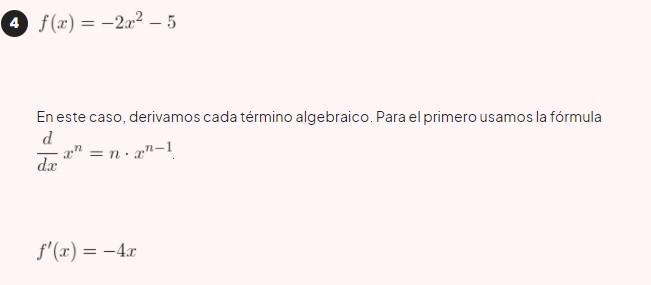 4 f(x) = −2x² − 5
En este caso, derivamos cada término algebraico. Para el primero usamos la fórmula
d/dx xⁿ = n · xⁿ⁻¹.
f′(x) = −4x